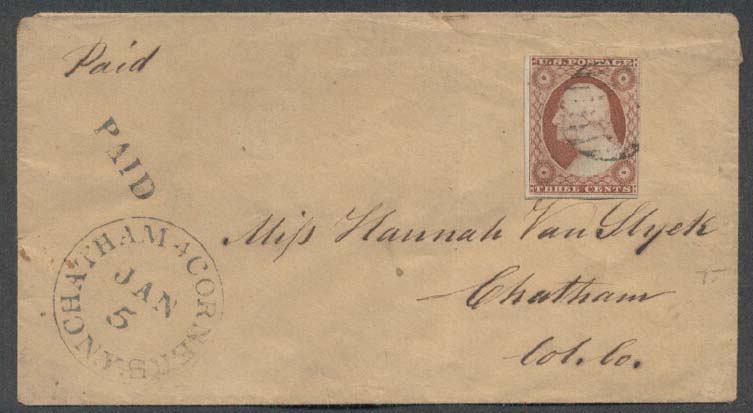 Paid
U.S. POSTAGE
THREE CENTS
PAID
CHATHAM 4 CORNERS
JAN
5
Miſs Hannah Van Slyck
Chatham
Col. Co.